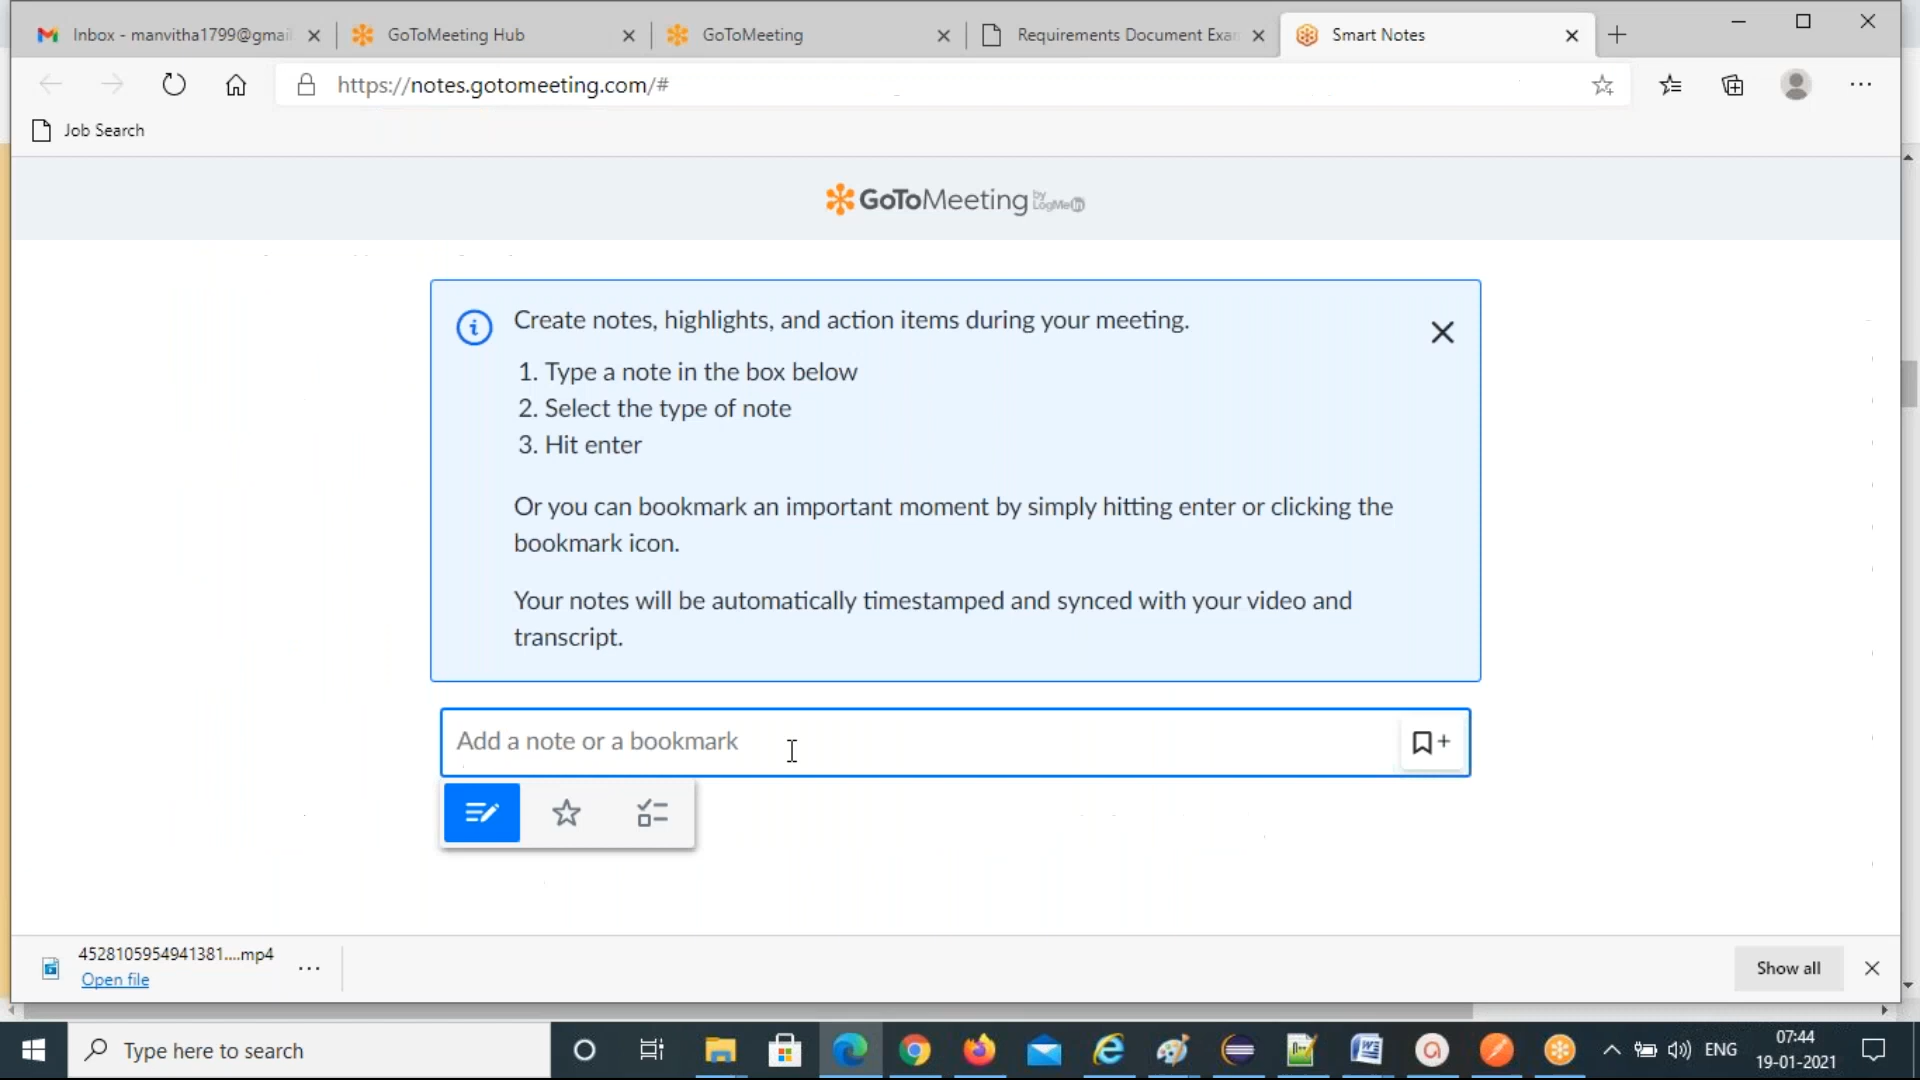 Inbox - manvitha1799@gmai
GoToMeeting Hub
GoToMeeting
Requirements Document Exa
Smart Notes
https://notes.gotomeeting.com/#
Job Search
GoToMeeting by LogMeIn
Create notes, highlights, and action items during your meeting.
1. Type a note in the box below
2. Select the type of note
3. Hit enter
Or you can bookmark an important moment by simply hitting enter or clicking the
bookmark icon.
Your notes will be automatically timestamped and synced with your video and
transcript.
Add a note or a bookmark
4528105954941381....mp4
Open file
Show all
Type here to search
ENG
07:44
19-01-2021